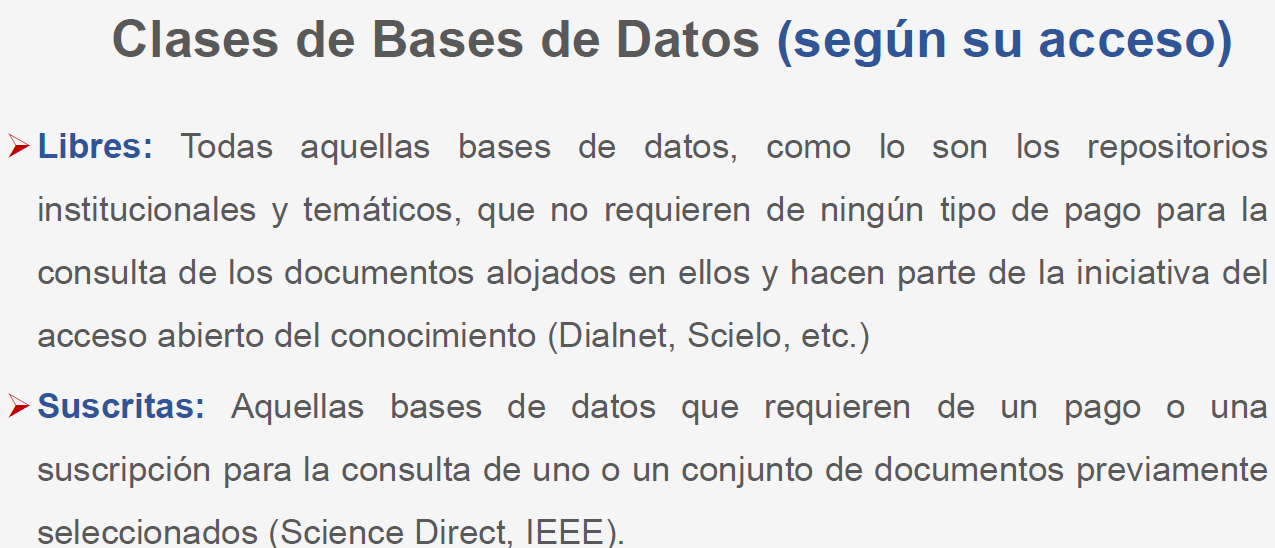 Clases de Bases de Datos (según su acceso)
Libres: Todas aquellas bases de datos, como lo son los repositorios
institucionales y temáticos, que no requieren de ningún tipo de pago para la
consulta de los documentos alojados en ellos y hacen parte de la iniciativa del
acceso abierto del conocimiento (Dialnet, Scielo, etc.)
Suscritas: Aquellas bases de datos que requieren de un pago o una
suscripción para la consulta de uno o un conjunto de documentos previamente
seleccionados (Science Direct, IEEE).